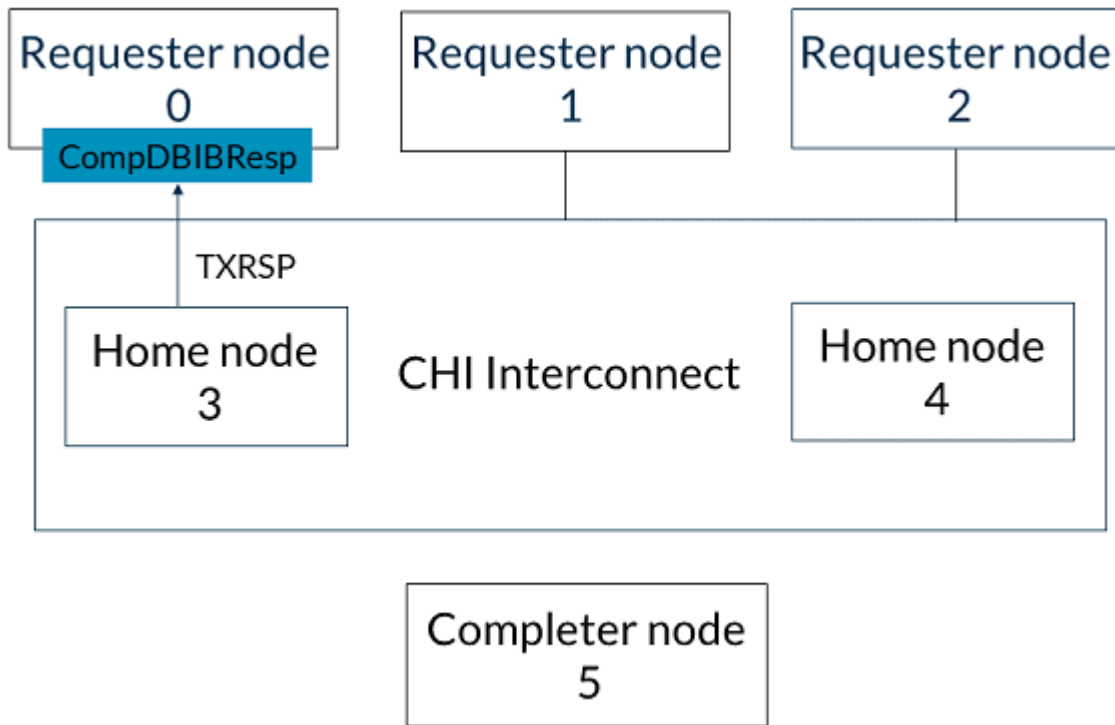 Requester node
0
Requester node
1
Requester node
2
CompDBIBResp
TXRSP
Home node
3
CHI Interconnect
Home node
4
Completer node
5